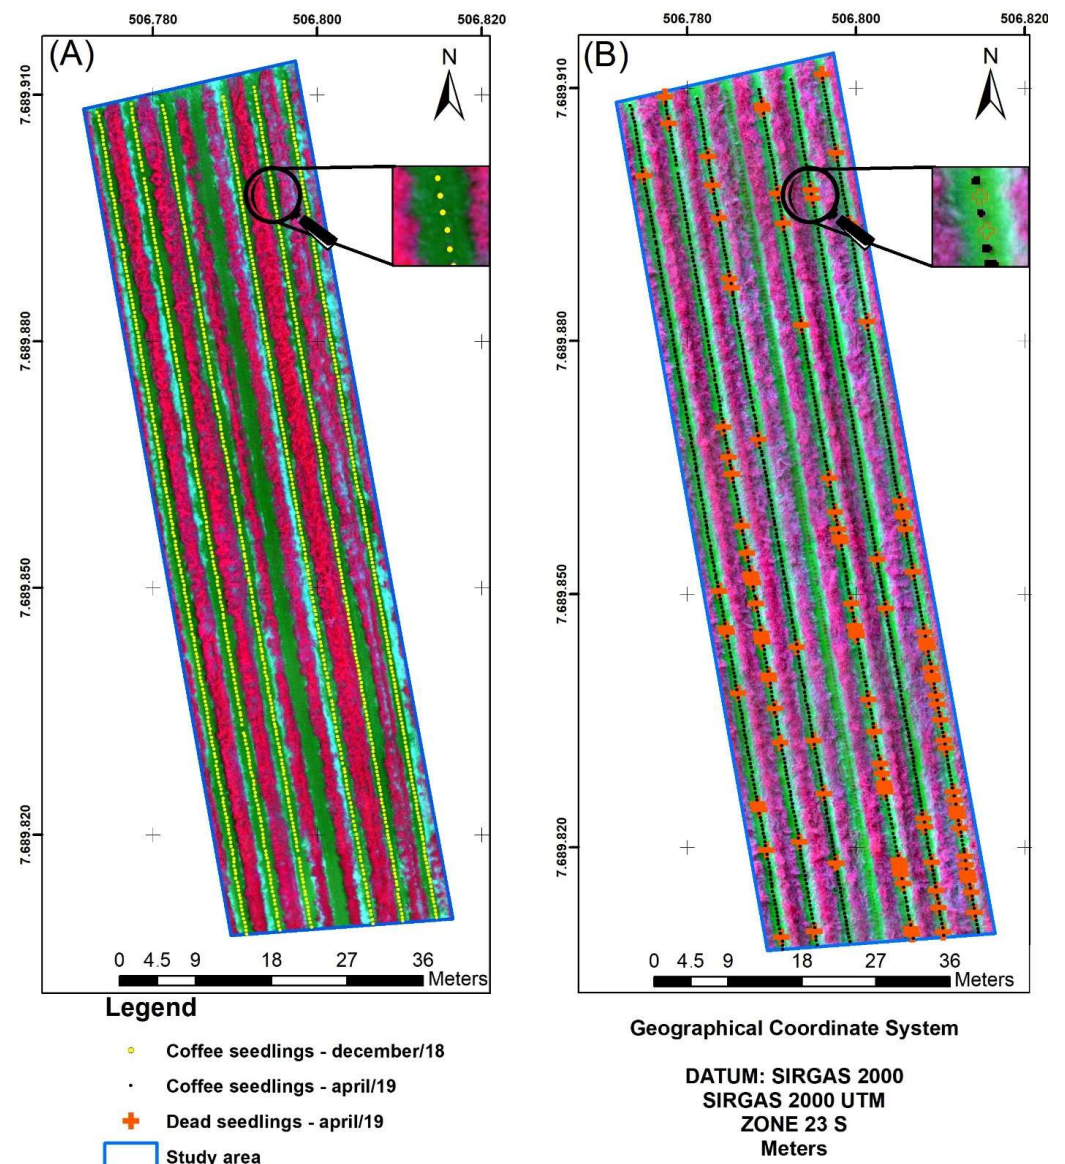 506.780 506.800 506.820
(A)
N
7.689.910
7.689.880
7.689.850
7.689.820
0 4.5 9 18 27 36
Meters
506.780 506.800 506.820
(B)
N
7.689.910
7.689.880
7.689.850
7.689.820
0 4.5 9 18 27 36
Meters
Legend
Coffee seedlings - december/18
Coffee seedlings - april/19
Dead seedlings - april/19
Study area
Geographical Coordinate System
DATUM: SIRGAS 2000
SIRGAS 2000 UTM
ZONE 23 S
Meters